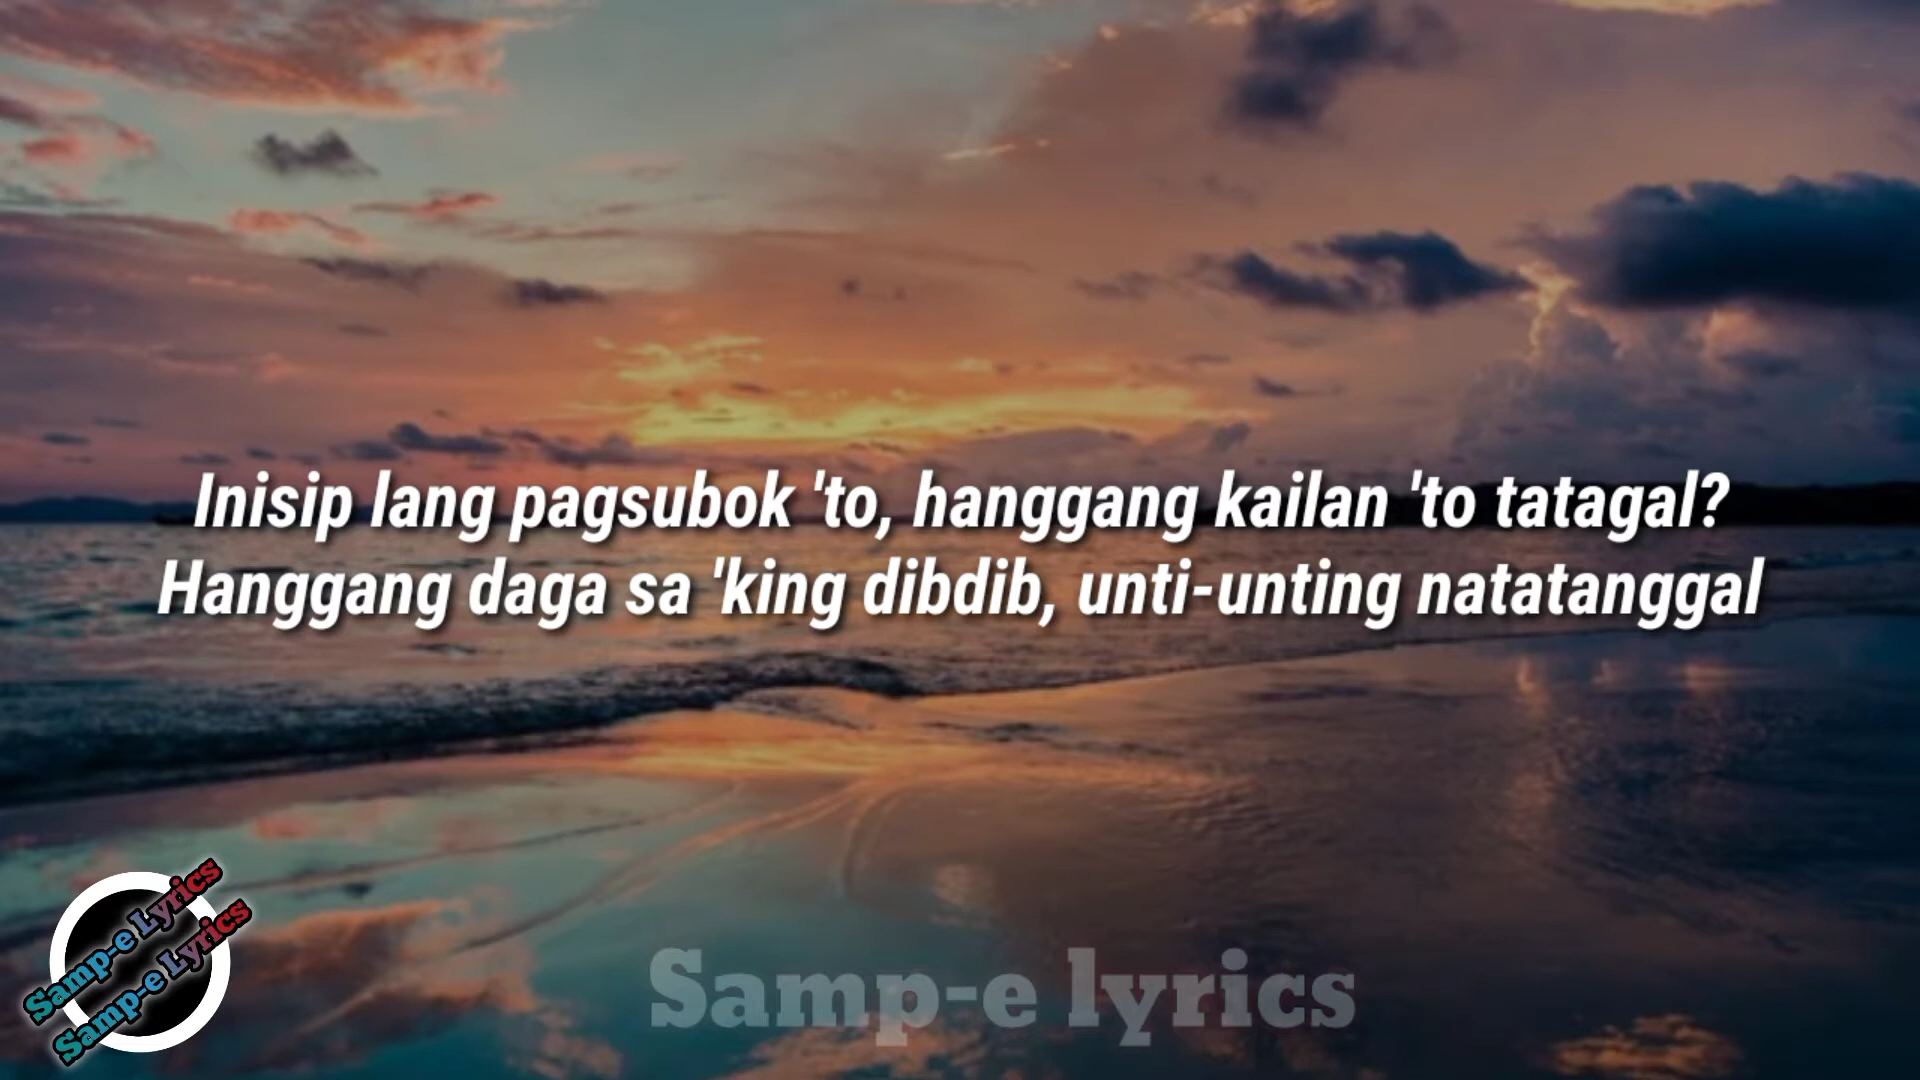 Inisip lang pagsubok 'to, hanggang kailan 'to tatagal?
Hanggang daga sa 'king dibdib, unti-unting natatanggal
Samp-e Lyrics
Samp-e Lyrics
Samp-e lyrics